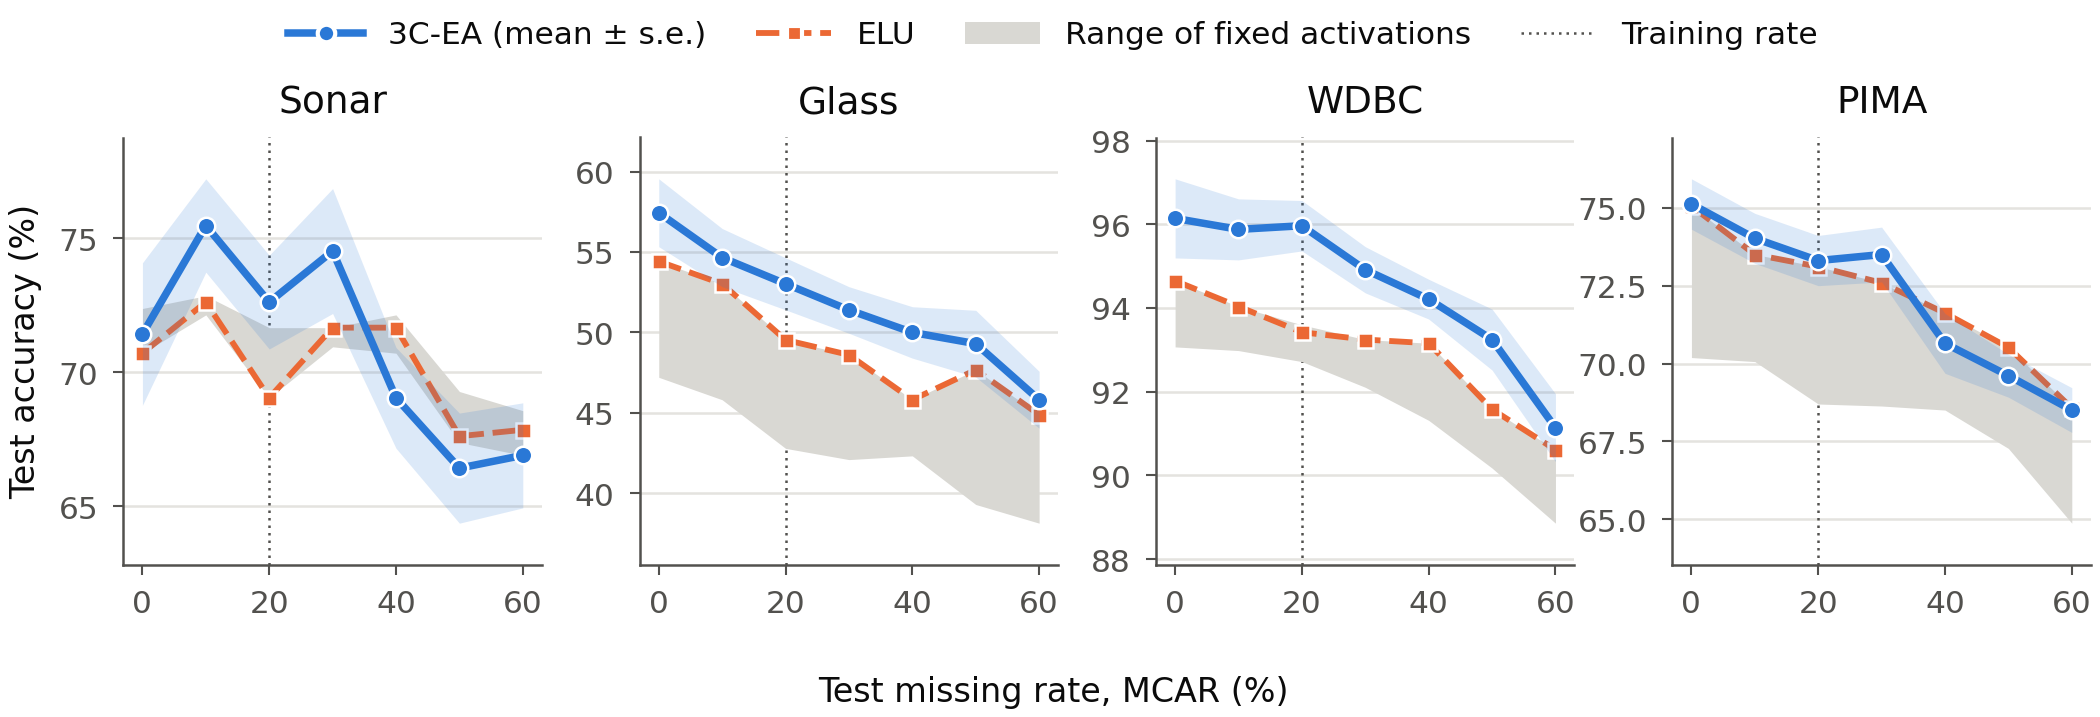 3C-EA (mean ± s.e.) ELU Range of fixed activations Training rate
Sonar Glass WDBC PIMA
Test accuracy (%)
75
70
65
0 20 40 60
60
55
50
45
40
0 20 40 60
98
96
94
92
90
88
0 20 40 60
75.0
72.5
70.0
67.5
65.0
0 20 40 60
Test missing rate, MCAR (%)